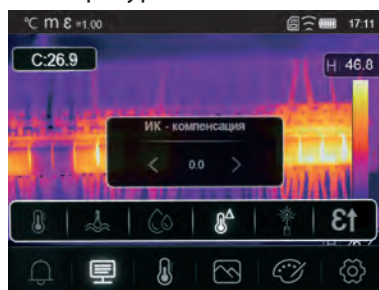 °C m ε =1.00 17:11
C:26.9
H 46.8
ИК - компенсация
< 0.0 >
ε↑